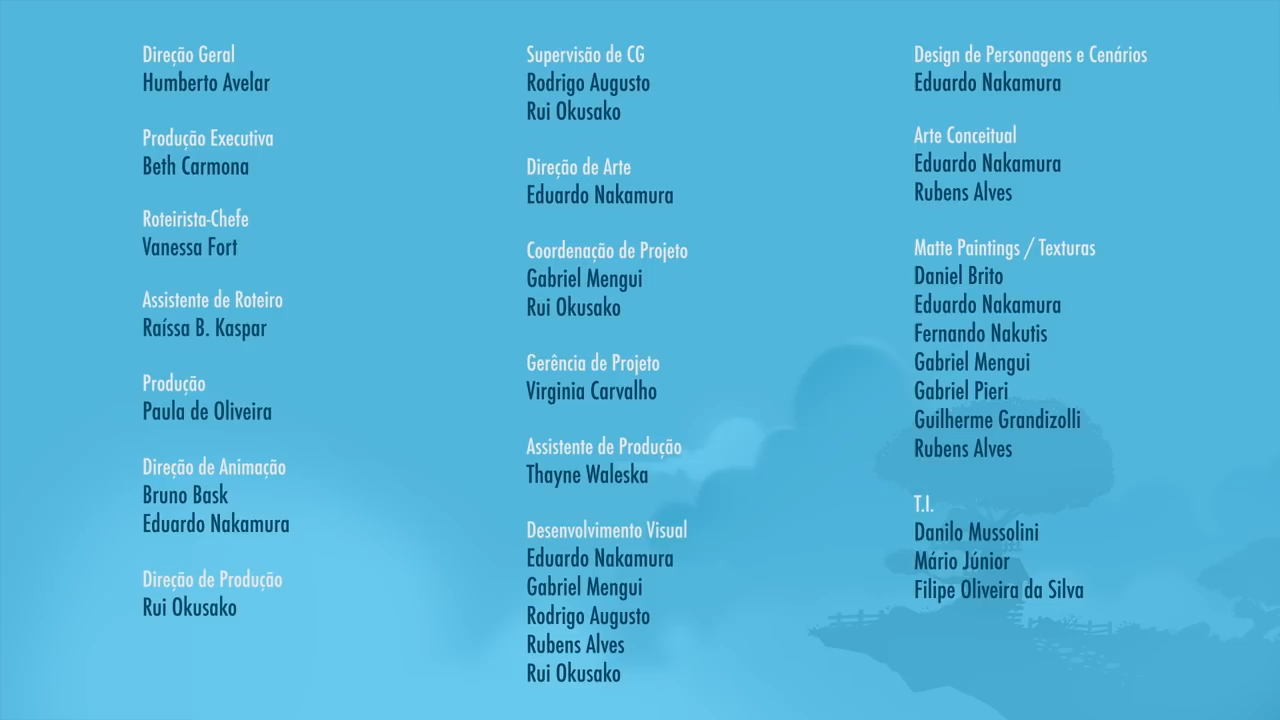 Direção Geral
Humberto Avelar
Produção Executiva
Beth Carmona
Roteirista-Chefe
Vanessa Fort
Assistente de Roteiro
Raíssa B. Kaspar
Produção
Paula de Oliveira
Direção de Animação
Bruno Bask
Eduardo Nakamura
Direção de Produção
Rui Okusako
Supervisão de CG
Rodrigo Augusto
Rui Okusako
Direção de Arte
Eduardo Nakamura
Coordenação de Projeto
Gabriel Mengui
Rui Okusako
Gerência de Projeto
Virginia Carvalho
Assistente de Produção
Thayne Waleska
Desenvolvimento Visual
Eduardo Nakamura
Gabriel Mengui
Rodrigo Augusto
Rubens Alves
Rui Okusako
Design de Personagens e Cenários
Eduardo Nakamura
Arte Conceitual
Eduardo Nakamura
Rubens Alves
Matte Paintings / Texturas
Daniel Brito
Eduardo Nakamura
Fernando Nakutis
Gabriel Mengui
Gabriel Pieri
Guilherme Grandizolli
Rubens Alves
T.I.
Danilo Mussolini
Mário Júnior
Filipe Oliveira da Silva